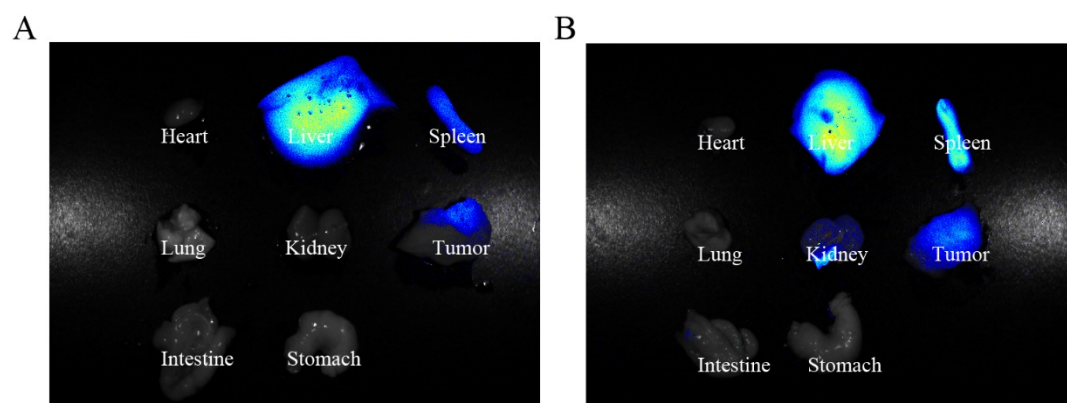 A
Heart
Liver
Spleen
Lung
Kidney
Tumor
Intestine
Stomach
B
Heart
Liver
Spleen
Lung
Kidney
Tumor
Intestine
Stomach